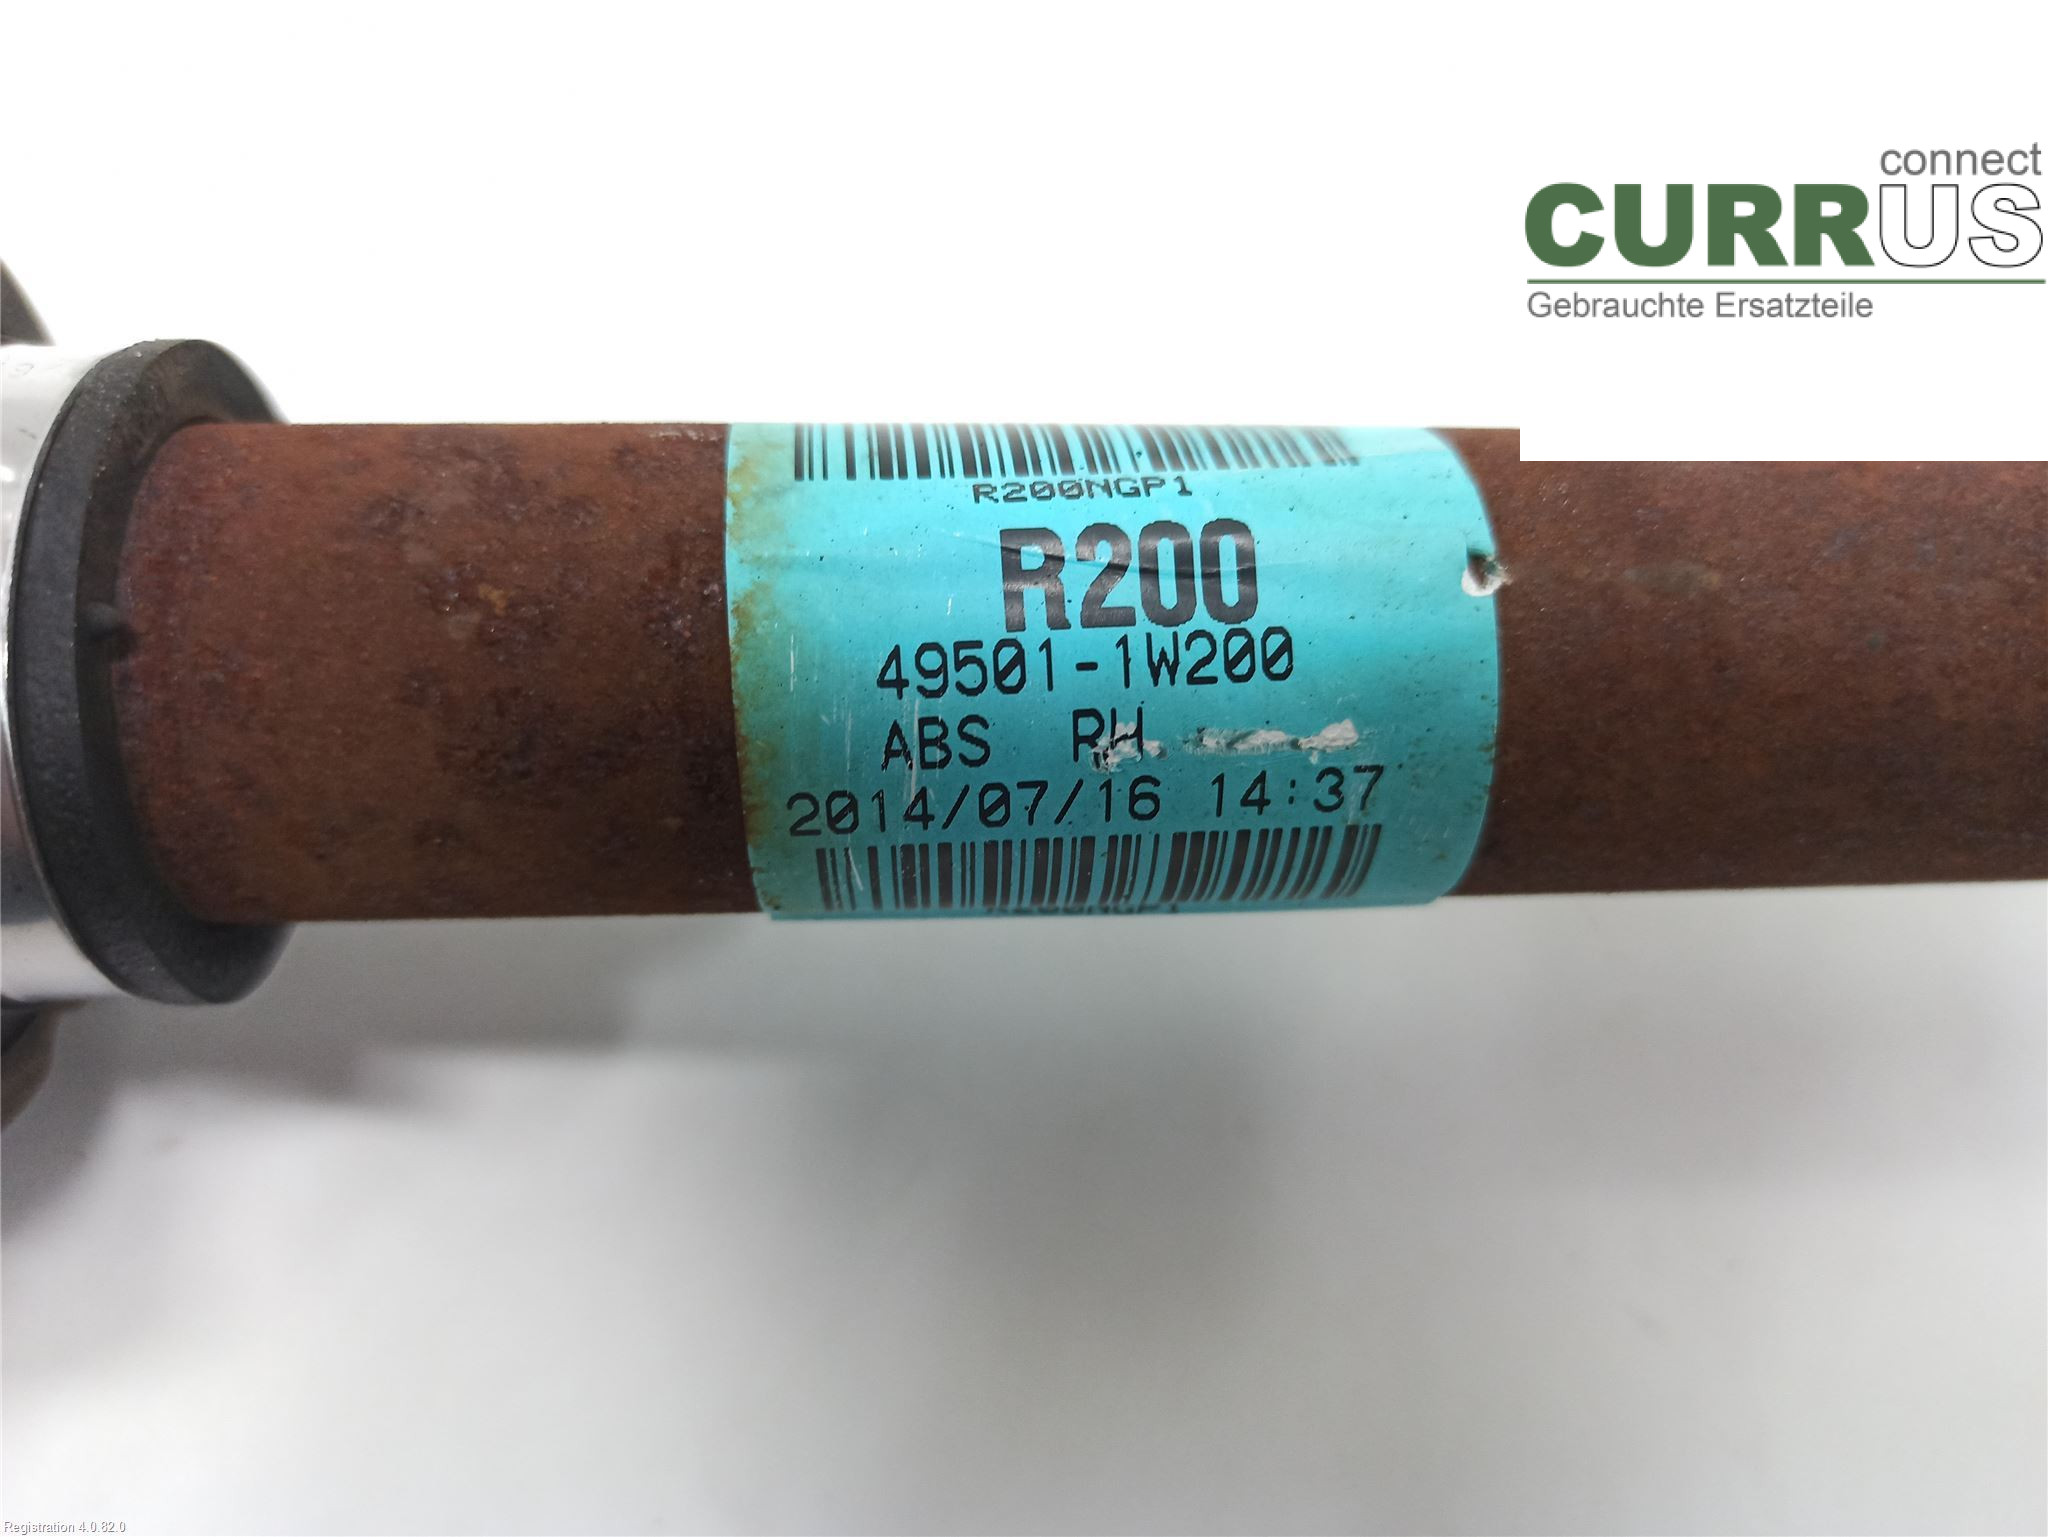 connect
CURRUS
Gebrauchte Ersatzteile
R200NGP1
R200
49501-1W200
ABS RH
2014/07/16 14:37
Registration 4.0.82.0